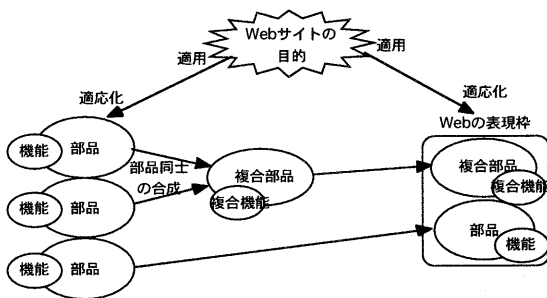 Webサイトの
目的
適用
適用
適応化
適応化
Webの表現枠
機能
部品
部品同士
の合成
複合部品
複合機能
機能
部品
複合部品
複合機能
部品
機能
機能
部品